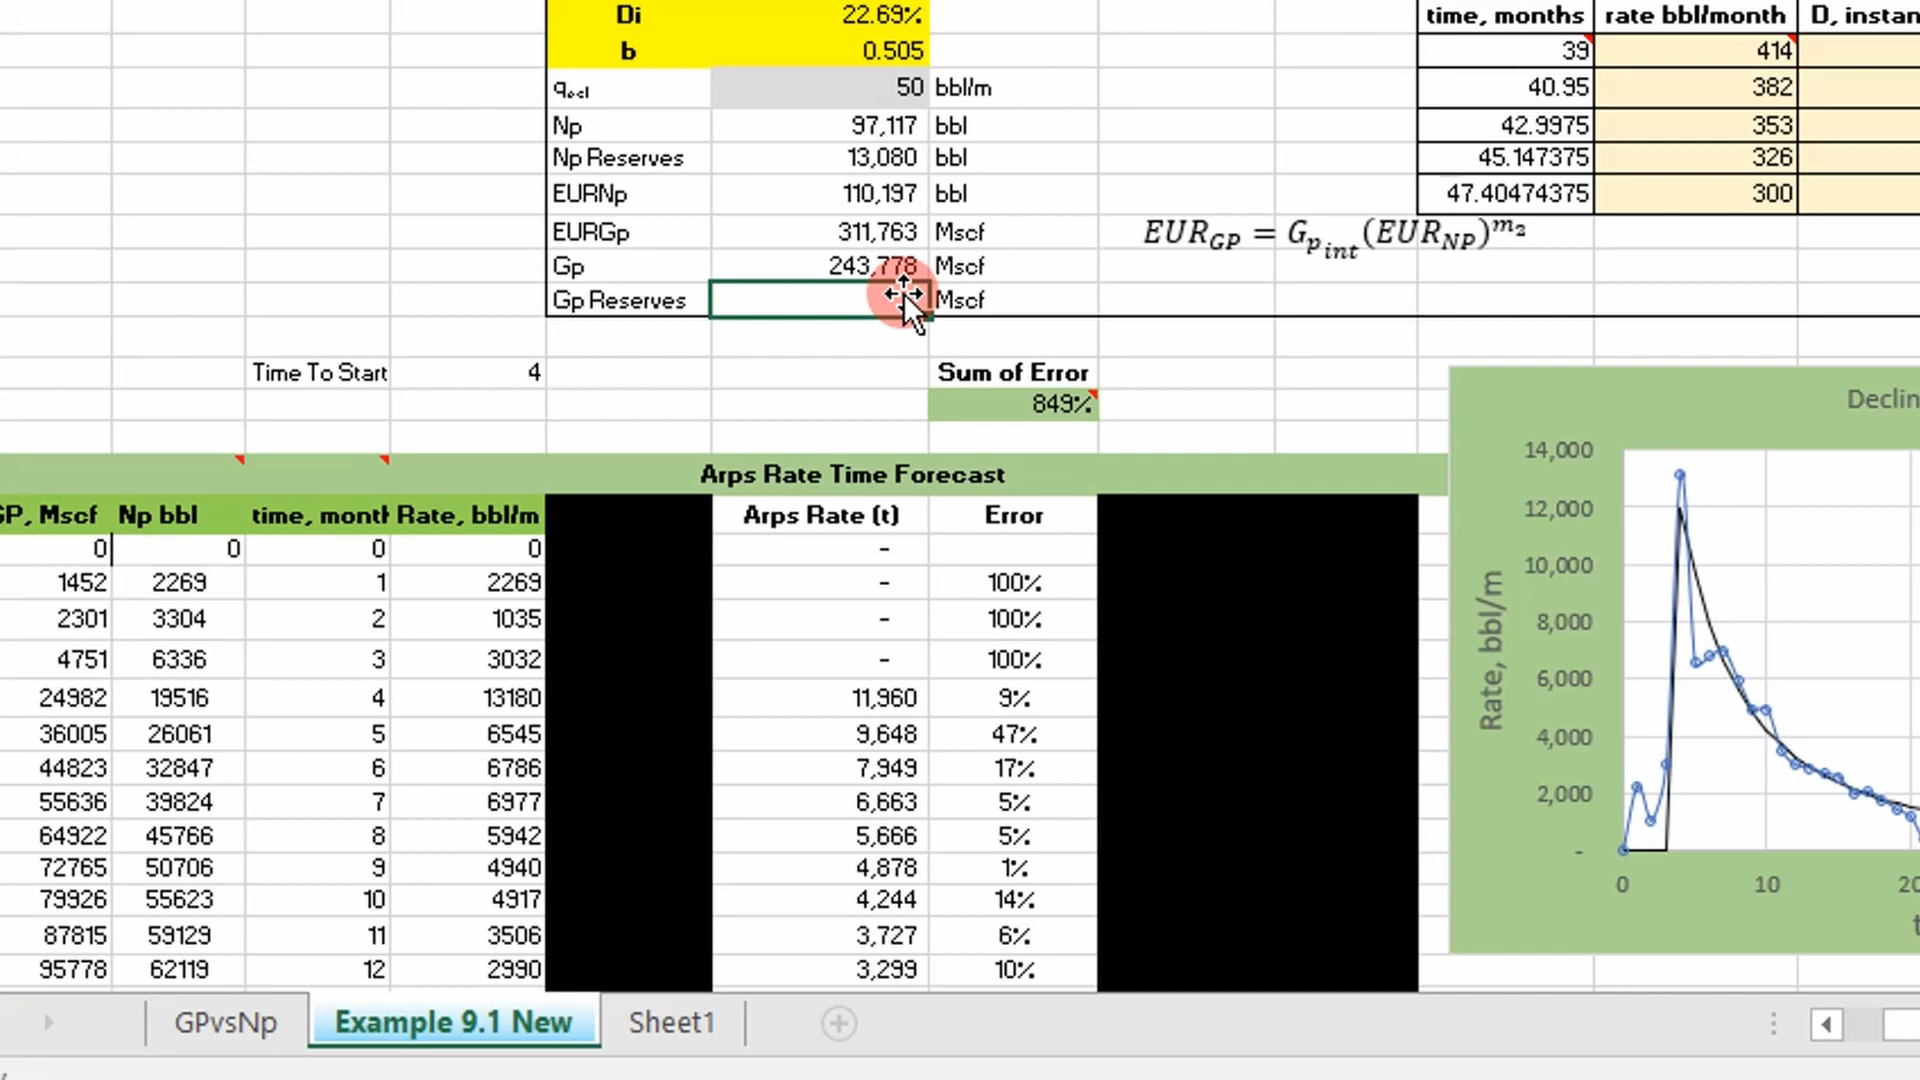 Di 22.69% time, months rate bbl/month D, instan
b 0.505 39 414
qecl 50 bbl/m 40.95 382
Np 97,117 bbl 42.9975 353
Np Reserves 13,080 bbl 45.147375 326
EURNp 110,197 bbl 47.40474375 300
EURGp 311,763 Mscf EUR_GP = G_p_int (EUR_NP)^m₂
Gp 243,778 Mscf
Gp Reserves Mscf
Time To Start 4 Sum of Error
849%
Arps Rate Time Forecast
GP, Mscf Np bbl time, month Rate, bbl/m Arps Rate (t) Error
0 0 0 0 -
1452 2269 1 2269 - 100%
2301 3304 2 1035 - 100%
4751 6336 3 3032 - 100%
24982 19516 4 13180 11,960 9%
36005 26061 5 6545 9,648 47%
44823 32847 6 6786 7,949 17%
55636 39824 7 6977 6,663 5%
64922 45766 8 5942 5,666 5%
72765 50706 9 4940 4,878 1%
79926 55623 10 4917 4,244 14%
87815 59129 11 3506 3,727 6%
95778 62119 12 2990 3,299 10%
Declin
Rate, bbl/m
14,000
12,000
10,000
8,000
6,000
4,000
2,000
-
0 10 20
t
GPvsNp Example 9.1 New Sheet1